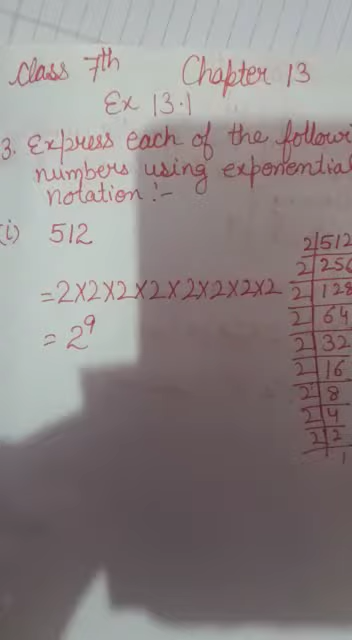 Class 7th Chapter 13
Ex 13.1
3. Express each of the followi
numbers using exponential
notation :-
(i) 512
= 2×2×2×2×2×2×2×2×2
= 2⁹
2|512
2|256
2|128
2|64
2|32
2|16
2|8
2|4
2|2
|1